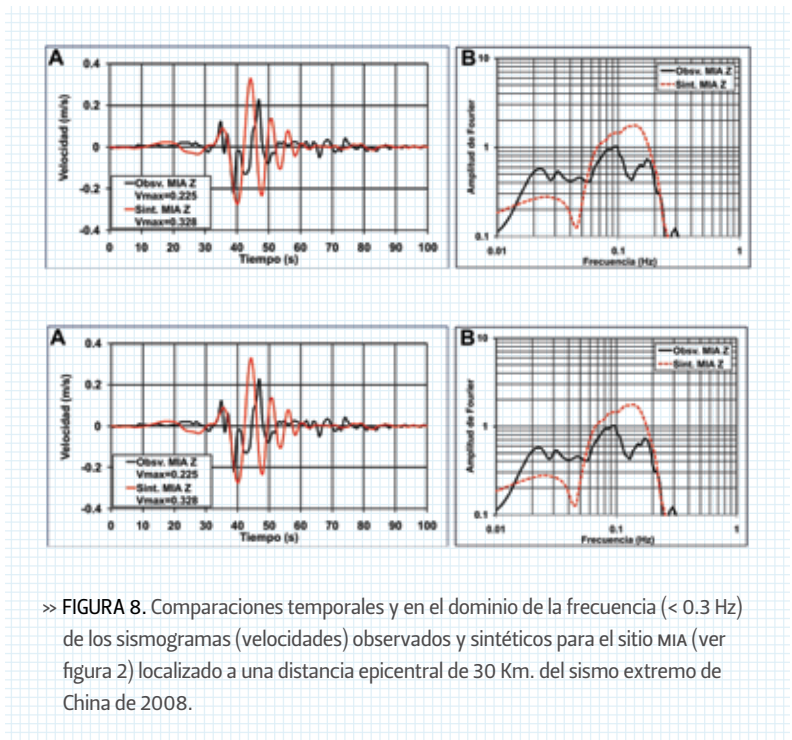 A
0.4
0.2
0
-0.2
-0.4
Velocidad (m/s)
Obsv. MIA Z
Vmax=0.225
Sint. MIA Z
Vmax=0.328
0 10 20 30 40 50 60 70 80 90 100
Tiempo (s)
B
10
1
0.1
Amplitud de Fourier
Obsv. MIA Z
Sint. MIA Z
0.01 0.1 1
Frecuencia (Hz)
A
0.4
0.2
0
-0.2
-0.4
Velocidad (m/s)
Obsv. MIA Z
Vmax=0.225
Sint. MIA Z
Vmax=0.328
0 10 20 30 40 50 60 70 80 90 100
Tiempo (s)
B
10
1
0.1
Amplitud de Fourier
Obsv. MIA Z
Sint. MIA Z
0.01 0.1 1
Frecuencia (Hz)
>> FIGURA 8. Comparaciones temporales y en el dominio de la frecuencia (< 0.3 Hz)
de los sismogramas (velocidades) observados y sintéticos para el sitio MIA (ver
figura 2) localizado a una distancia epicentral de 30 Km. del sismo extremo de
China de 2008.